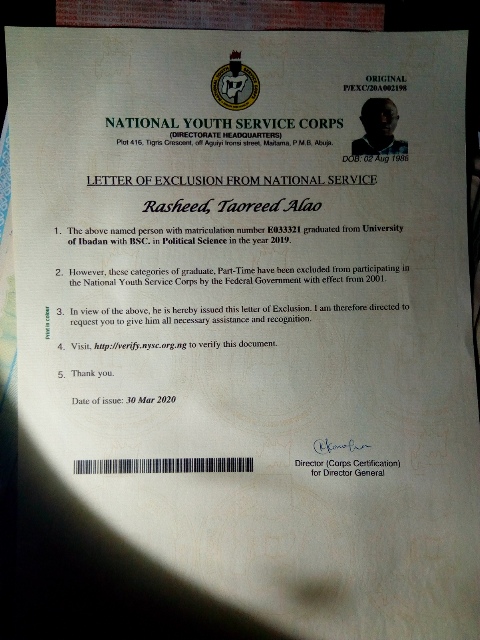 ORIGINAL
P/EXC/20A002198
NATIONAL YOUTH SERVICE CORPS
(DIRECTORATE HEADQUARTERS)
Plot 416, Tigris Crescent, off Aguiyi Ironsi street, Maitama, P.M.B, Abuja.
DOB: 02 Aug 1986
LETTER OF EXCLUSION FROM NATIONAL SERVICE
Rasheed, Taoreed Alao
1. The above named person with matriculation number E033321 graduated from University
of Ibadan with BSC. in Political Science in the year 2019.
2. However, these categories of graduate, Part-Time have been excluded from participating in
the National Youth Service Corps by the Federal Government with effect from 2001.
3. In view of the above, he is hereby issued this letter of Exclusion. I am therefore directed to
request you to give him all necessary assistance and recognition.
4. Visit, http://verify.nysc.org.ng to verify this document.
5. Thank you.
Date of issue: 30 Mar 2020
Print in Colour
Director (Corps Certification)
for Director General